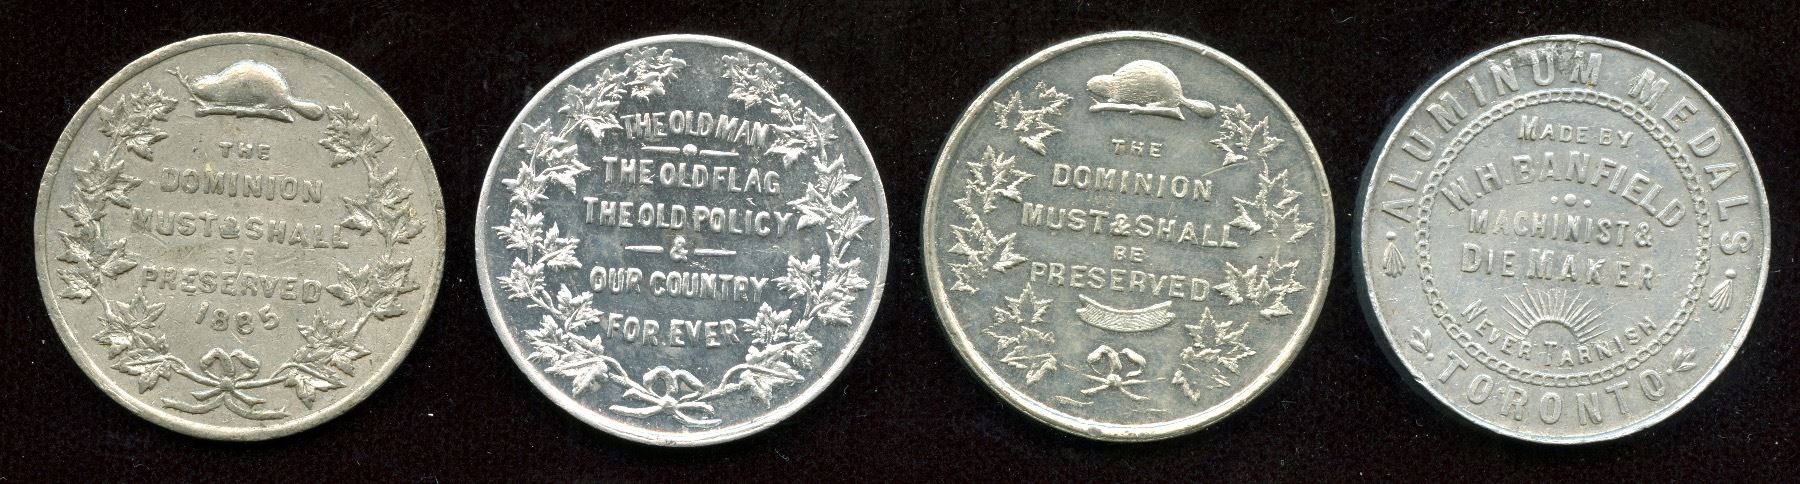 THE
DOMINION
MUST & SHALL
BE
PRESERVED
1885
THE OLD MAN
THE OLD FLAG
THE OLD POLICY
&
OUR COUNTRY
FOR.EVER
THE
DOMINION
MUST & SHALL
BE
PRESERVED
ALUMINUM MEDALS
MADE BY
W.H. BANFIELD
MACHINIST &
DIE MAKER
NEVER TARNISH
TORONTO